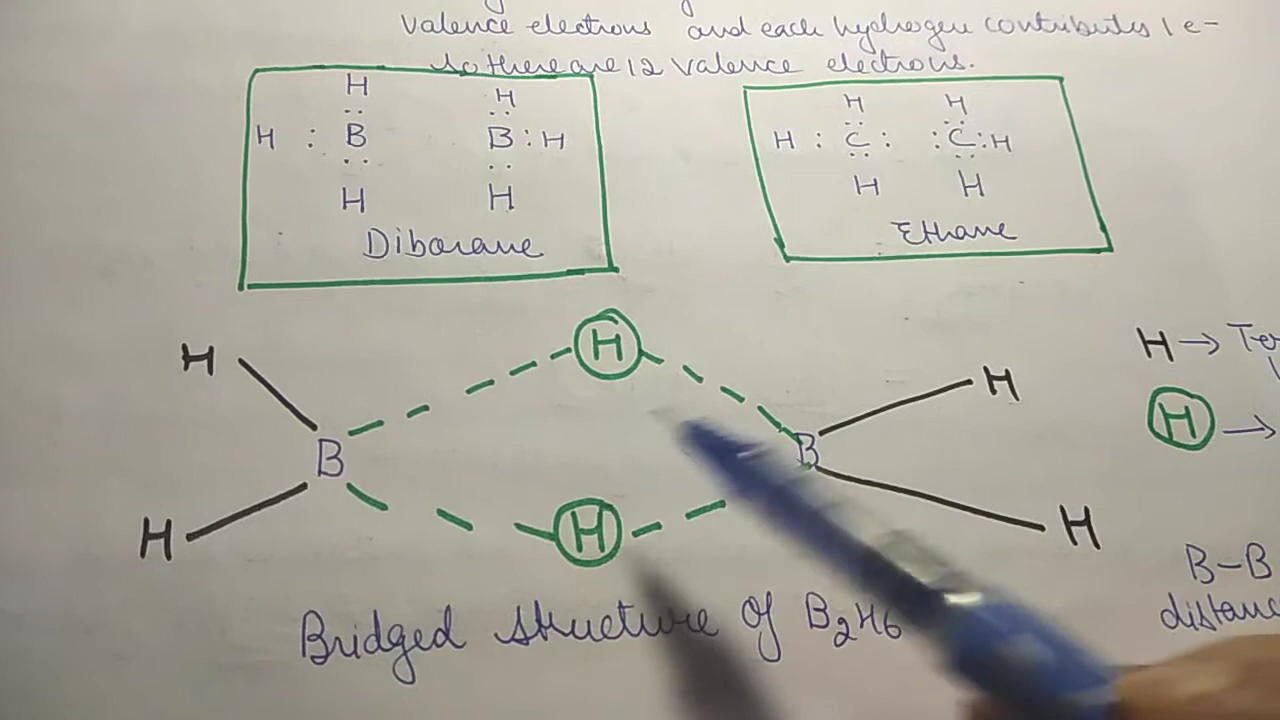 Valence electrons and each hydrogen contributes 1 e-
so there are 12 valence electrons.
H H
H : B B : H
H H
Diborane
H H
H : C : : C : H
H H
Ethane
H H H
B B
H H H
H →
H →
Bridged structure of B2H6
B-B